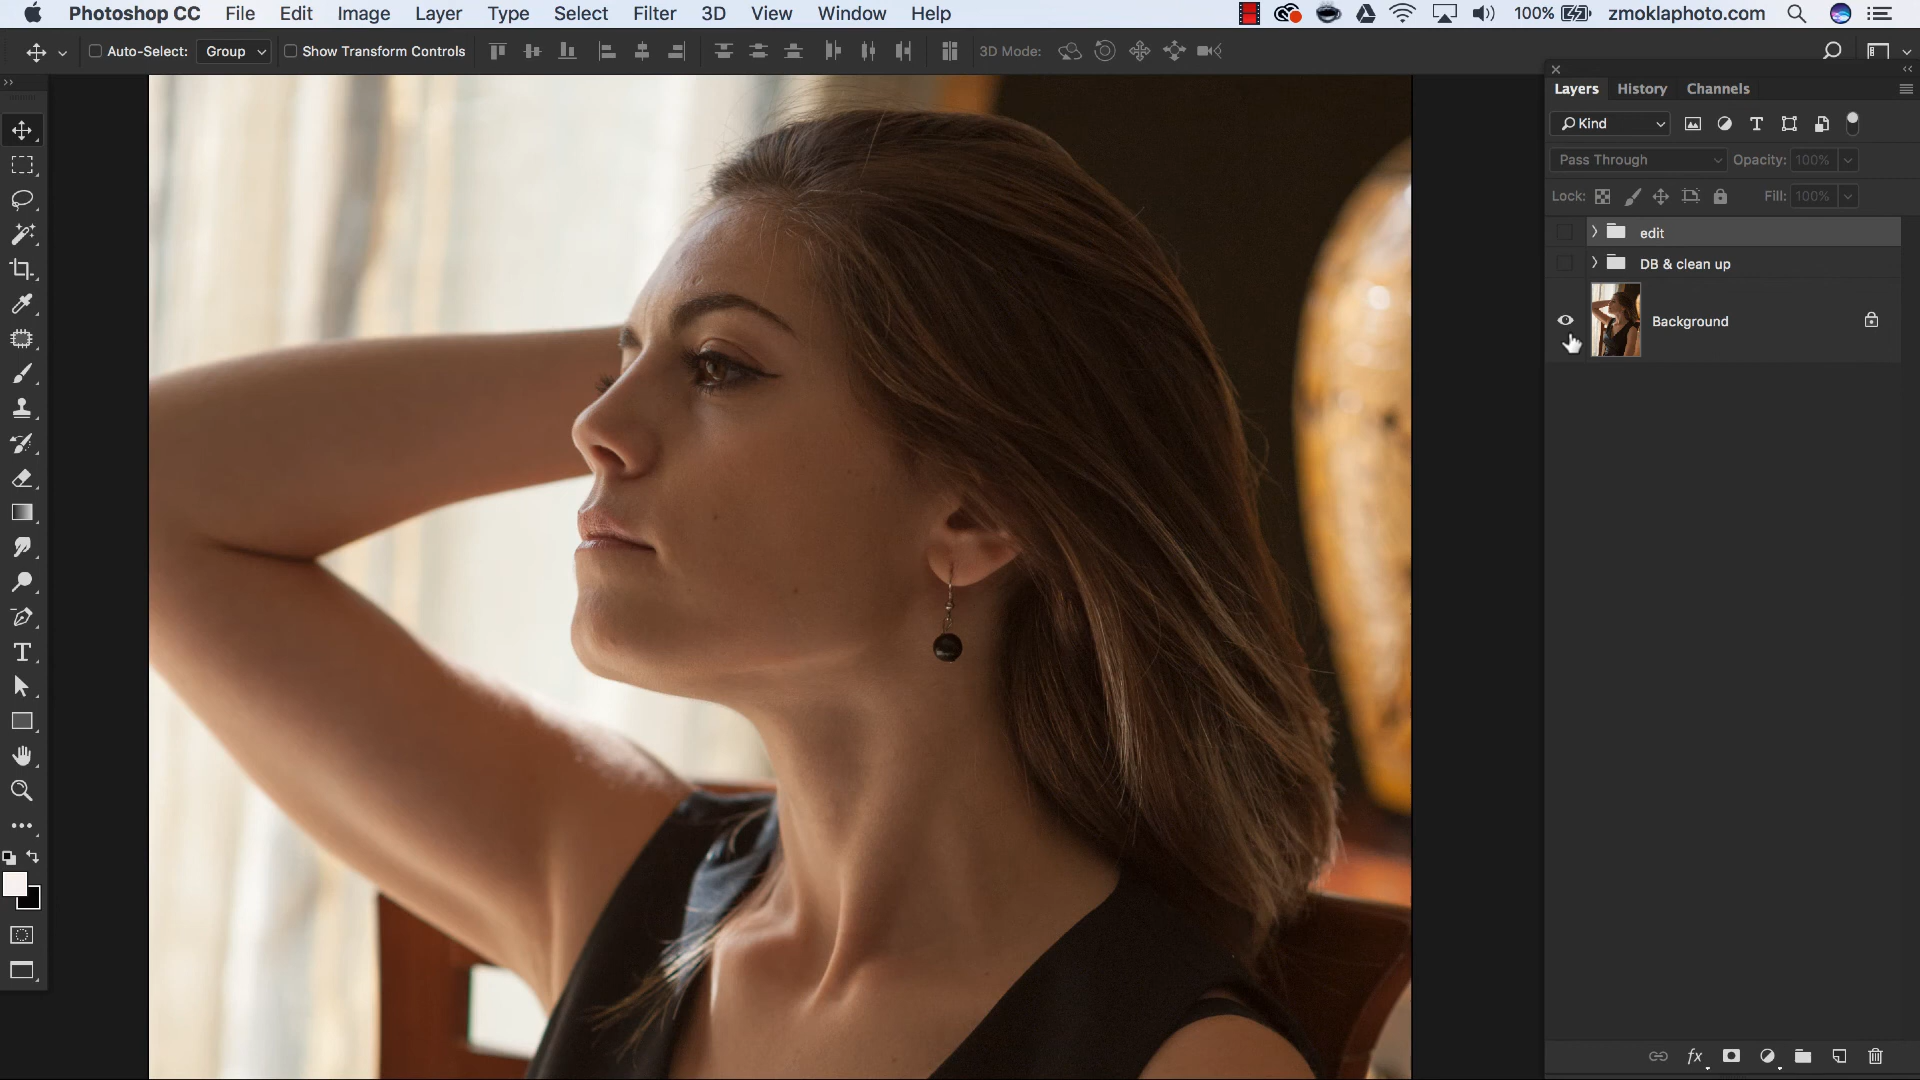 Photoshop CC File Edit Image Layer Type Select Filter 3D View Window Help 100% zmoklaphoto.com
Auto-Select: Group Show Transform Controls 3D Mode:
Layers History Channels
Kind
Pass Through Opacity: 100%
Lock: Fill: 100%
edit
DB & clean up
Background
fx